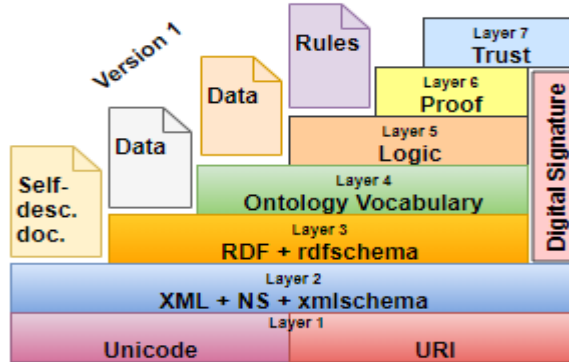 Version 1
Rules
Layer 7
Trust
Data
Layer 6
Proof
Data
Layer 5
Logic
Digital Signature
Self-
desc.
doc.
Layer 4
Ontology Vocabulary
Layer 3
RDF + rdfschema
Layer 2
XML + NS + xmlschema
Layer 1
Unicode
URI